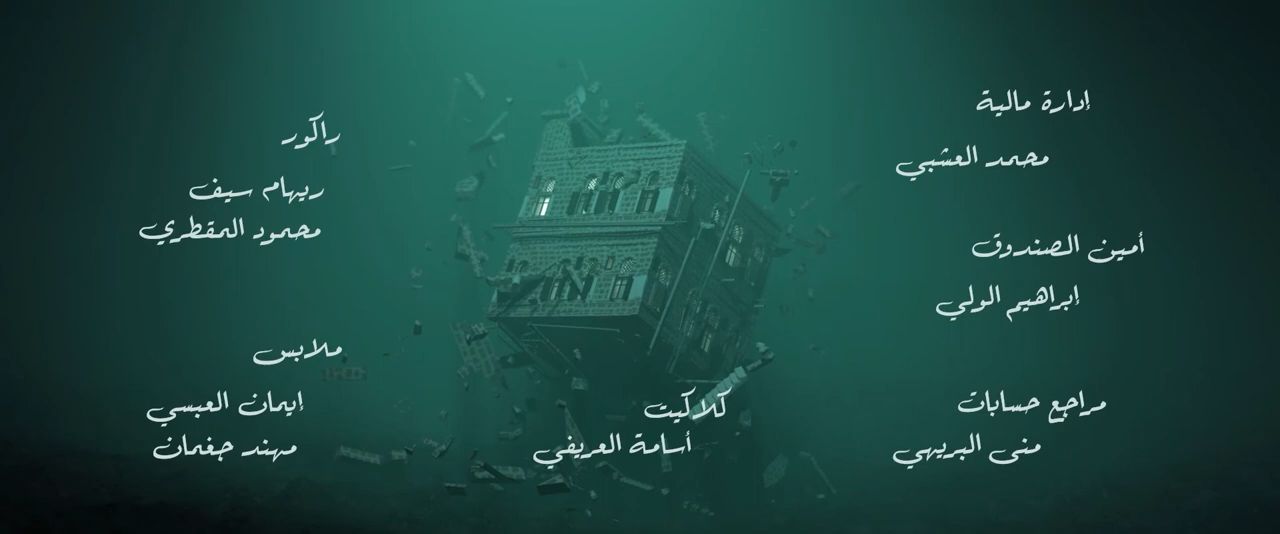 إدارة مالية
محمد العشبي
أمين الصندوق
إبراهيم الولي
مراجع حسابات
منى البريهي
كلاكيت
أسامة العريفي
راكور
ريهام سيف
محمود المقطري
ملابس
إيمان العبسي
مهند جغمان